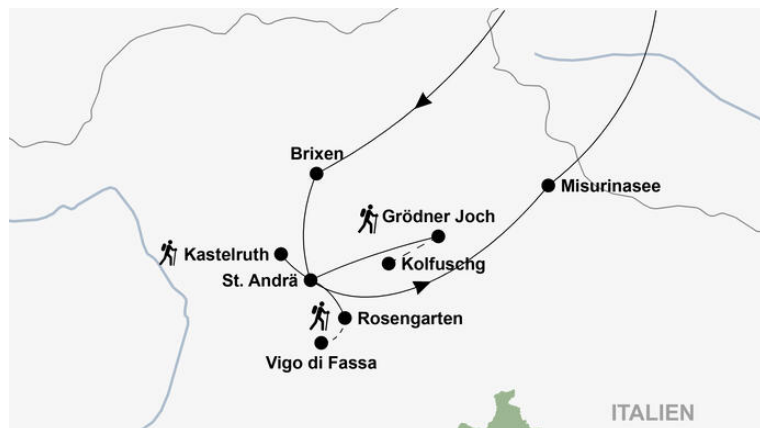 Brixen
Misurinasee
Grödner Joch
Kastelruth
Kolfuschg
St. Andrä
Rosengarten
Vigo di Fassa
ITALIEN